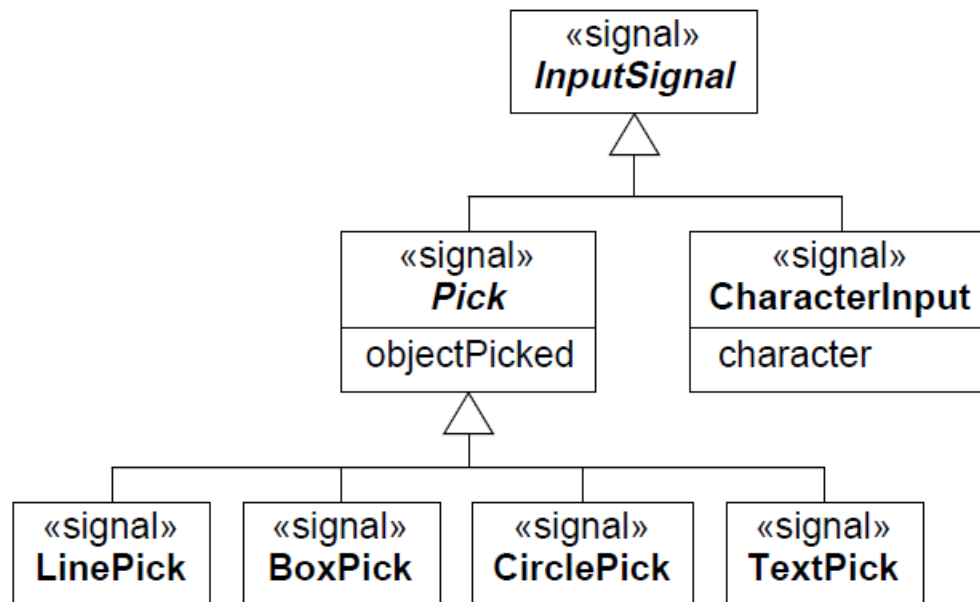 «signal»
InputSignal
«signal»
Pick
objectPicked
«signal»
CharacterInput
character
«signal»
LinePick
«signal»
BoxPick
«signal»
CirclePick
«signal»
TextPick